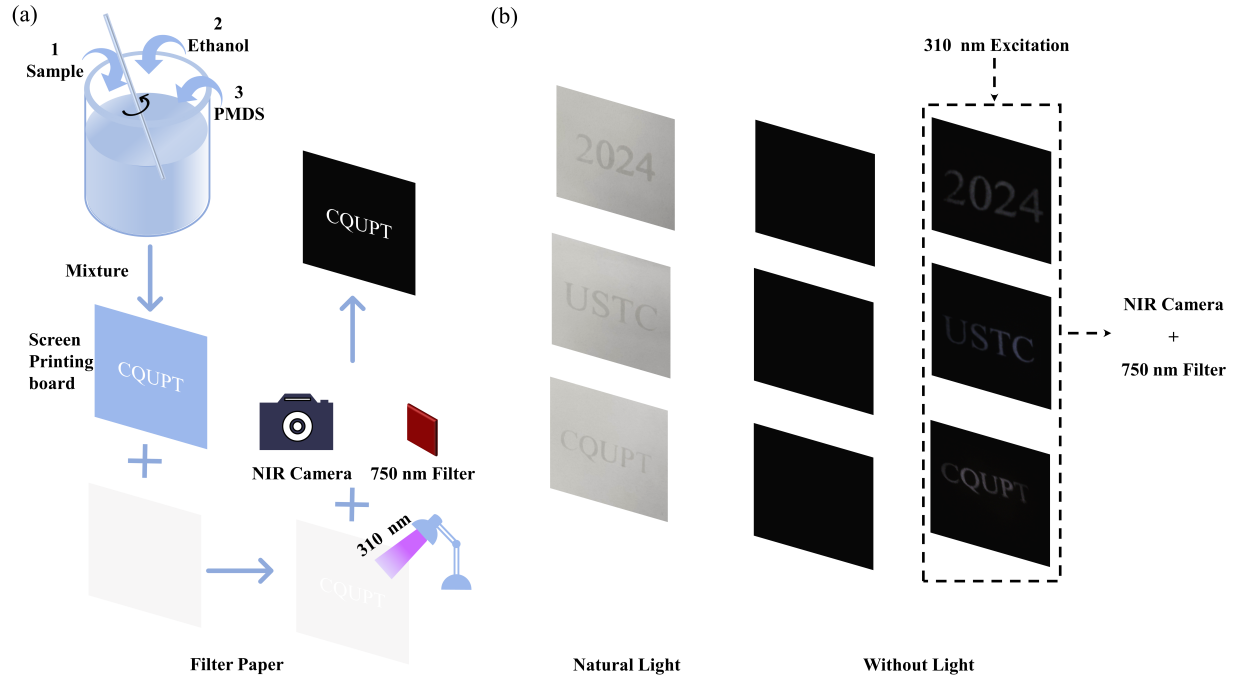 (a)
1
Sample
2
Ethanol
3
PMDS
Mixture
Screen
Printing
board
CQUPT
CQUPT
NIR Camera
750 nm Filter
310 nm
CQUPT
Filter Paper
(b)
310 nm Excitation
2024
2024
USTC
USTC
CQUPT
CQUPT
NIR Camera
+
750 nm Filter
Natural Light
Without Light